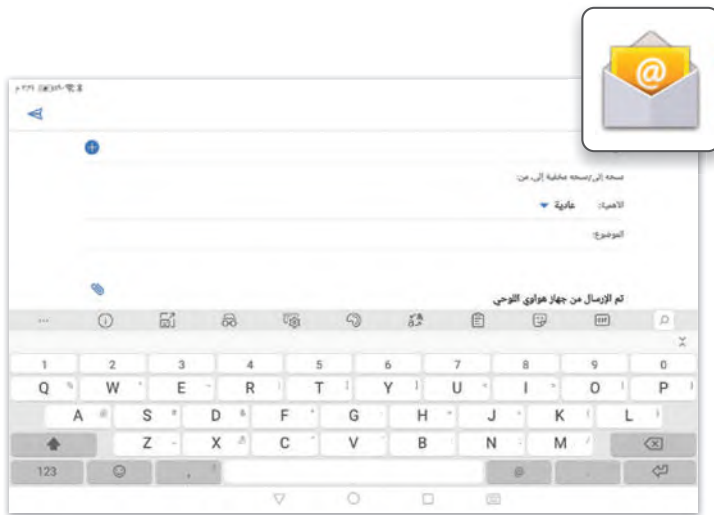 @
نسخة إلى/نسخة مخفية إلى، من:
الأهمية: عادية
الموضوع:
تم الإرسال من جهاز هواوي اللوحي
GIF
1 2 3 4 5 6 7 8 9 0
Q W E R T Y U I O P
A S D F G H J K L
Z X C V B N M
123 , @ .